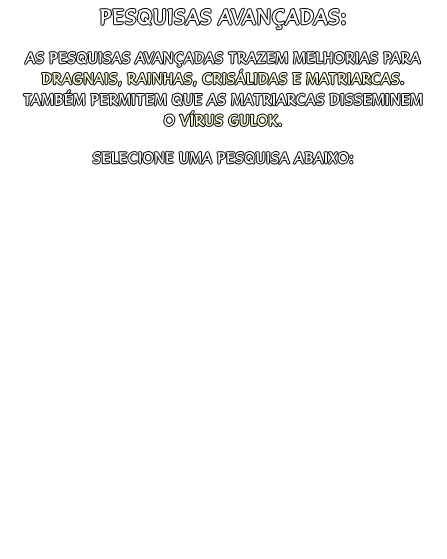 PESQUISAS AVANÇADAS:
AS PESQUISAS AVANÇADAS TRAZEM MELHORIAS PARA
DRAGNAIS, RAINHAS, CRISÁLIDAS E MATRIARCAS.
TAMBÉM PERMITEM QUE AS MATRIARCAS DISSEMINEM
O VÍRUS GULOK.
SELECIONE UMA PESQUISA ABAIXO: